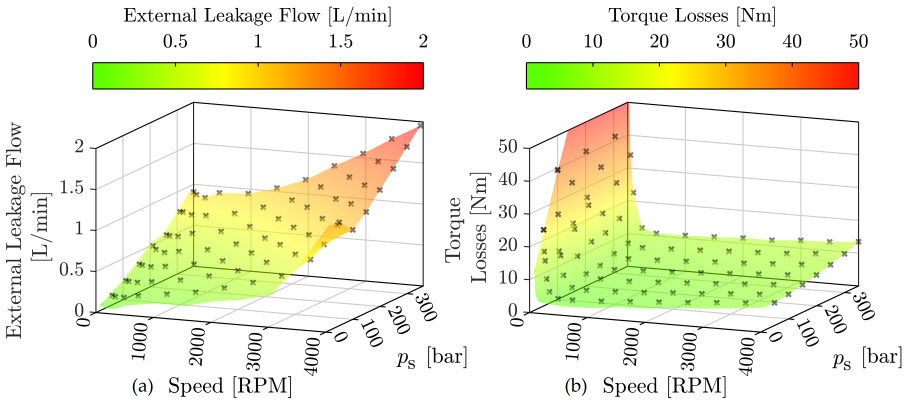 External Leakage Flow [L/min]
0 0.5 1 1.5 2
External Leakage Flow
[L/min]
2
1.5
1
0.5
0
0 1000 2000 3000 4000
0 100 200 300
pS [bar]
(a) Speed [RPM]
Torque Losses [Nm]
0 10 20 30 40 50
Torque
Losses [Nm]
50
40
30
20
10
0
0 1000 2000 3000 4000
0 100 200 300
pS [bar]
(b) Speed [RPM]